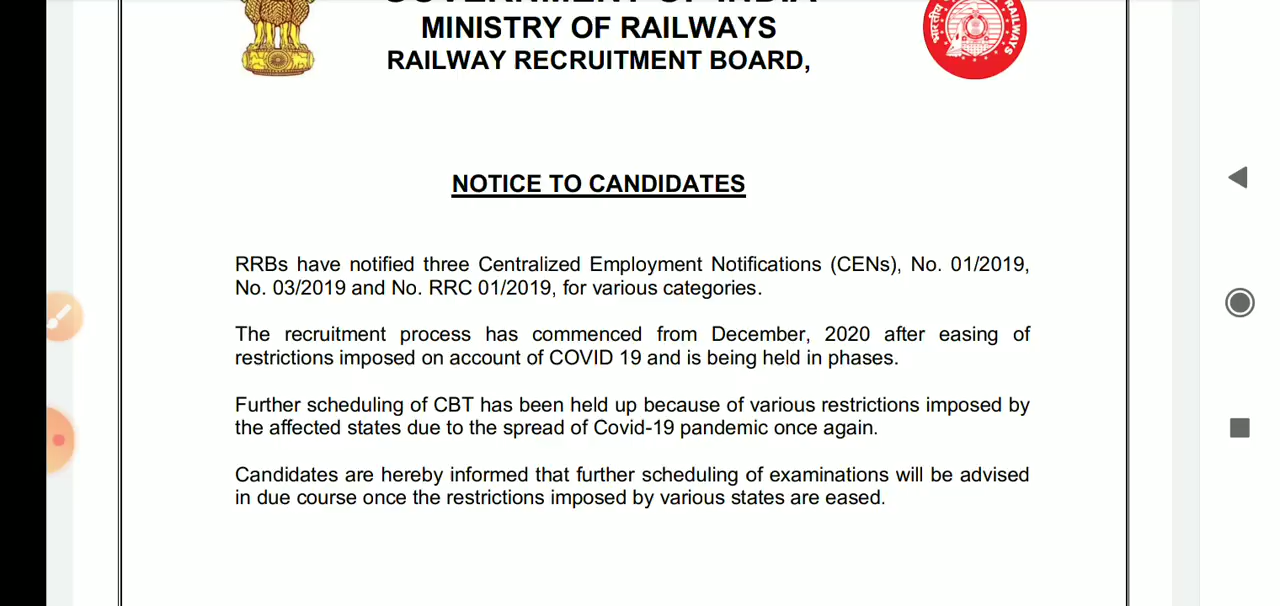 GOVERNMENT OF INDIA
MINISTRY OF RAILWAYS
RAILWAY RECRUITMENT BOARD,
भारतीय
RAILWAYS
NOTICE TO CANDIDATES
RRBs have notified three Centralized Employment Notifications (CENs), No. 01/2019,
No. 03/2019 and No. RRC 01/2019, for various categories.
The recruitment process has commenced from December, 2020 after easing of
restrictions imposed on account of COVID 19 and is being held in phases.
Further scheduling of CBT has been held up because of various restrictions imposed by
the affected states due to the spread of Covid-19 pandemic once again.
Candidates are hereby informed that further scheduling of examinations will be advised
in due course once the restrictions imposed by various states are eased.